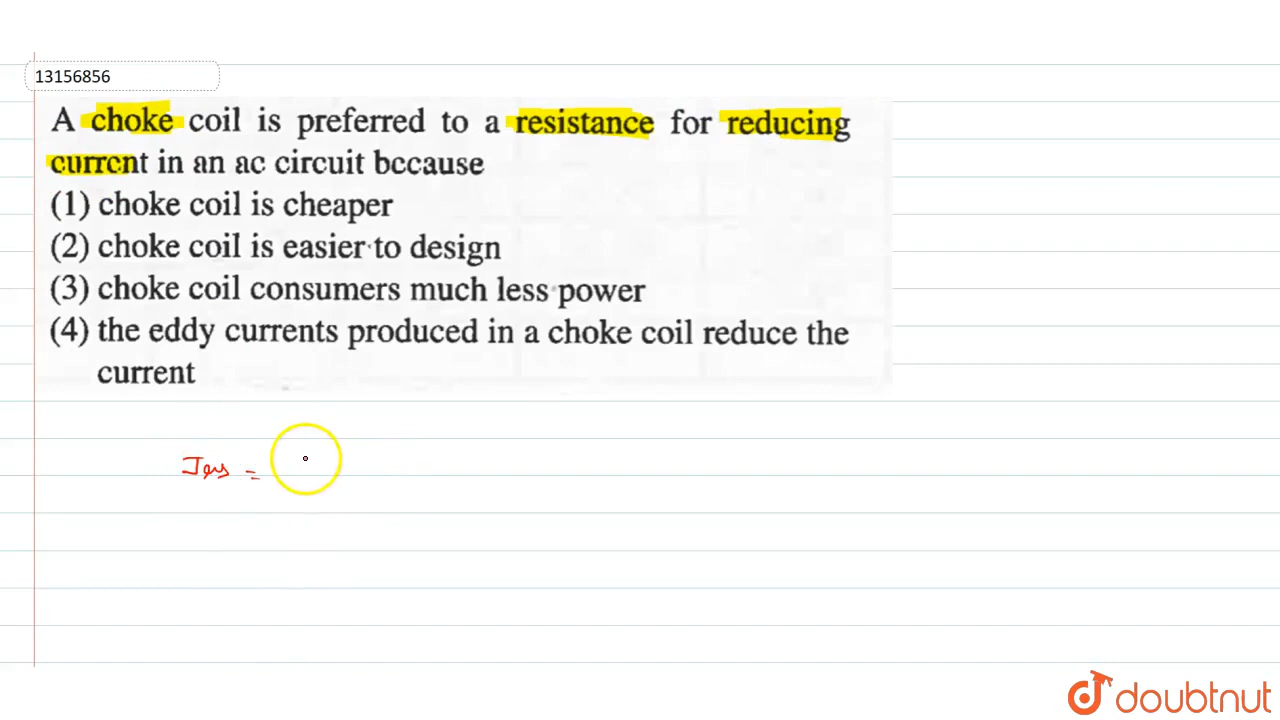 13156856
A choke coil is preferred to a resistance for reducing
current in an ac circuit because
(1) choke coil is cheaper
(2) choke coil is easier to design
(3) choke coil consumers much less power
(4) the eddy currents produced in a choke coil reduce the
current
=
doubtnut